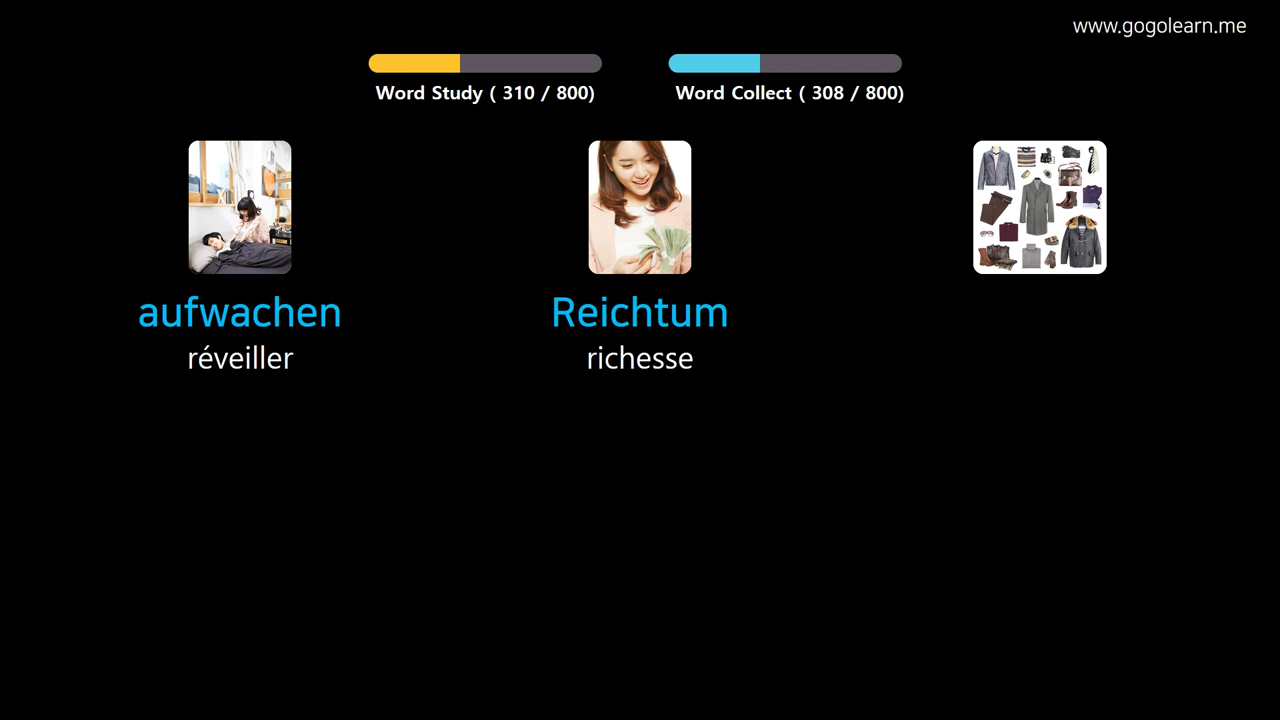 www.gogolearn.me
Word Study ( 310 / 800)
Word Collect ( 308 / 800)
aufwachen
réveiller
Reichtum
richesse